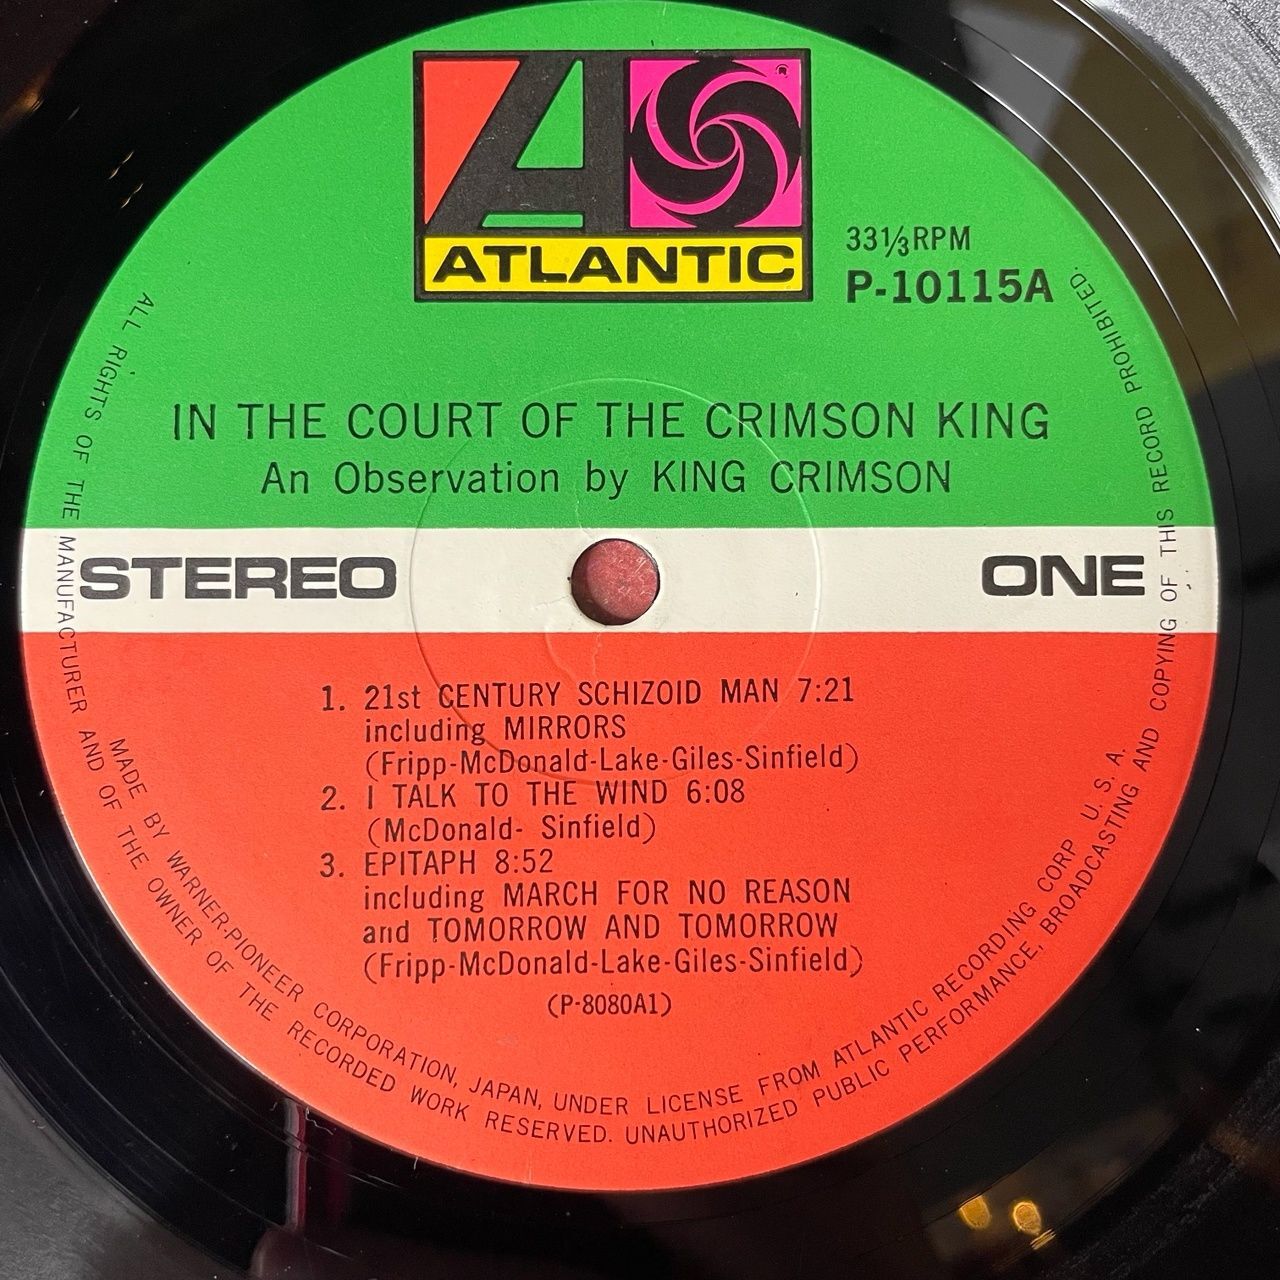 ATLANTIC
33⅓RPM
P-10115A
IN THE COURT OF THE CRIMSON KING
An Observation by KING CRIMSON
STEREO
ONE
1. 21st CENTURY SCHIZOID MAN 7:21
including MIRRORS
(Fripp-McDonald-Lake-Giles-Sinfield)
2. I TALK TO THE WIND 6:08
(McDonald- Sinfield)
3. EPITAPH 8:52
including MARCH FOR NO REASON
and TOMORROW AND TOMORROW
(Fripp-McDonald-Lake-Giles-Sinfield)
(P-8080A1)
MADE BY WARNER-PIONEER CORPORATION, JAPAN, UNDER LICENSE FROM ATLANTIC RECORDING CORP U. S. A.
ALL RIGHTS OF THE MANUFACTURER AND OF THE OWNER OF THE RECORDED WORK RESERVED. UNAUTHORIZED PUBLIC PERFORMANCE, BROADCASTING AND COPYING OF THIS RECORD PROHIBITED.